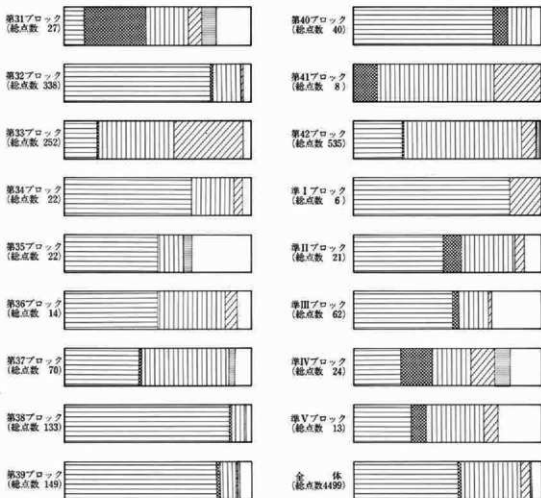 第31ブロック
(総点数 27)
第32ブロック
(総点数 338)
第33ブロック
(総点数 252)
第34ブロック
(総点数 22)
第35ブロック
(総点数 22)
第36ブロック
(総点数 14)
第37ブロック
(総点数 70)
第38ブロック
(総点数 133)
第39ブロック
(総点数 149)
第40ブロック
(総点数 40)
第41ブロック
(総点数 8)
第42ブロック
(総点数 535)
準Ⅰブロック
(総点数 6)
準Ⅱブロック
(総点数 21)
準Ⅲブロック
(総点数 62)
準Ⅳブロック
(総点数 24)
準Ⅴブロック
(総点数 13)
全 体
(総点数4499)